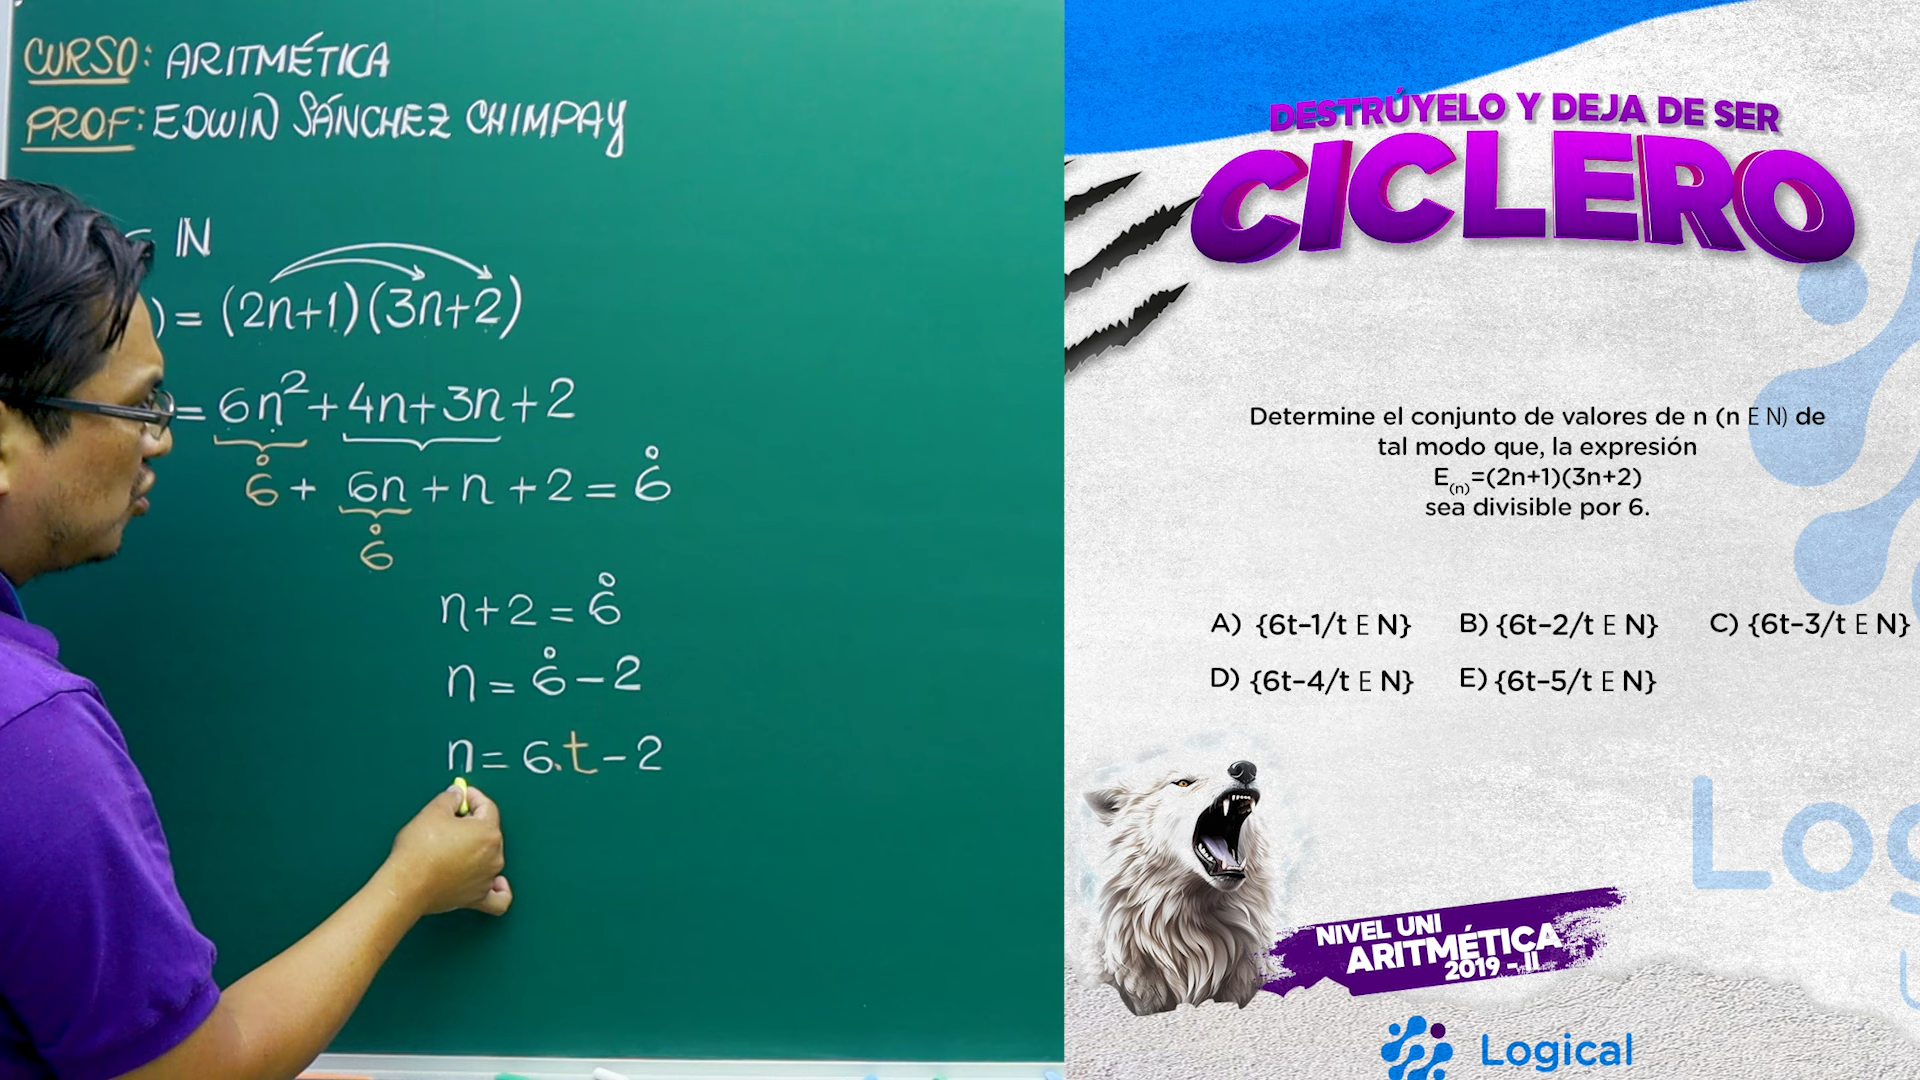 CURSO: ARITMÉTICA
PROF: EDWIN SÁNCHEZ CHIMPAY
∈ ℕ
) = (2n+1)(3n+2)
= 6n² + 4n + 3n + 2
6̊ + 6n + n + 2 = 6̊
6̊
n + 2 = 6̊
n = 6̊ - 2
n = 6.t - 2
DESTRÚYELO Y DEJA DE SER
CICLERO
Determine el conjunto de valores de n (n E N) de
tal modo que, la expresión
E(n)=(2n+1)(3n+2)
sea divisible por 6.
A) {6t-1/t E N} B) {6t-2/t E N} C) {6t-3/t E N}
D) {6t-4/t E N} E) {6t-5/t E N}
NIVEL UNI
ARITMÉTICA
2019 - II
Logical